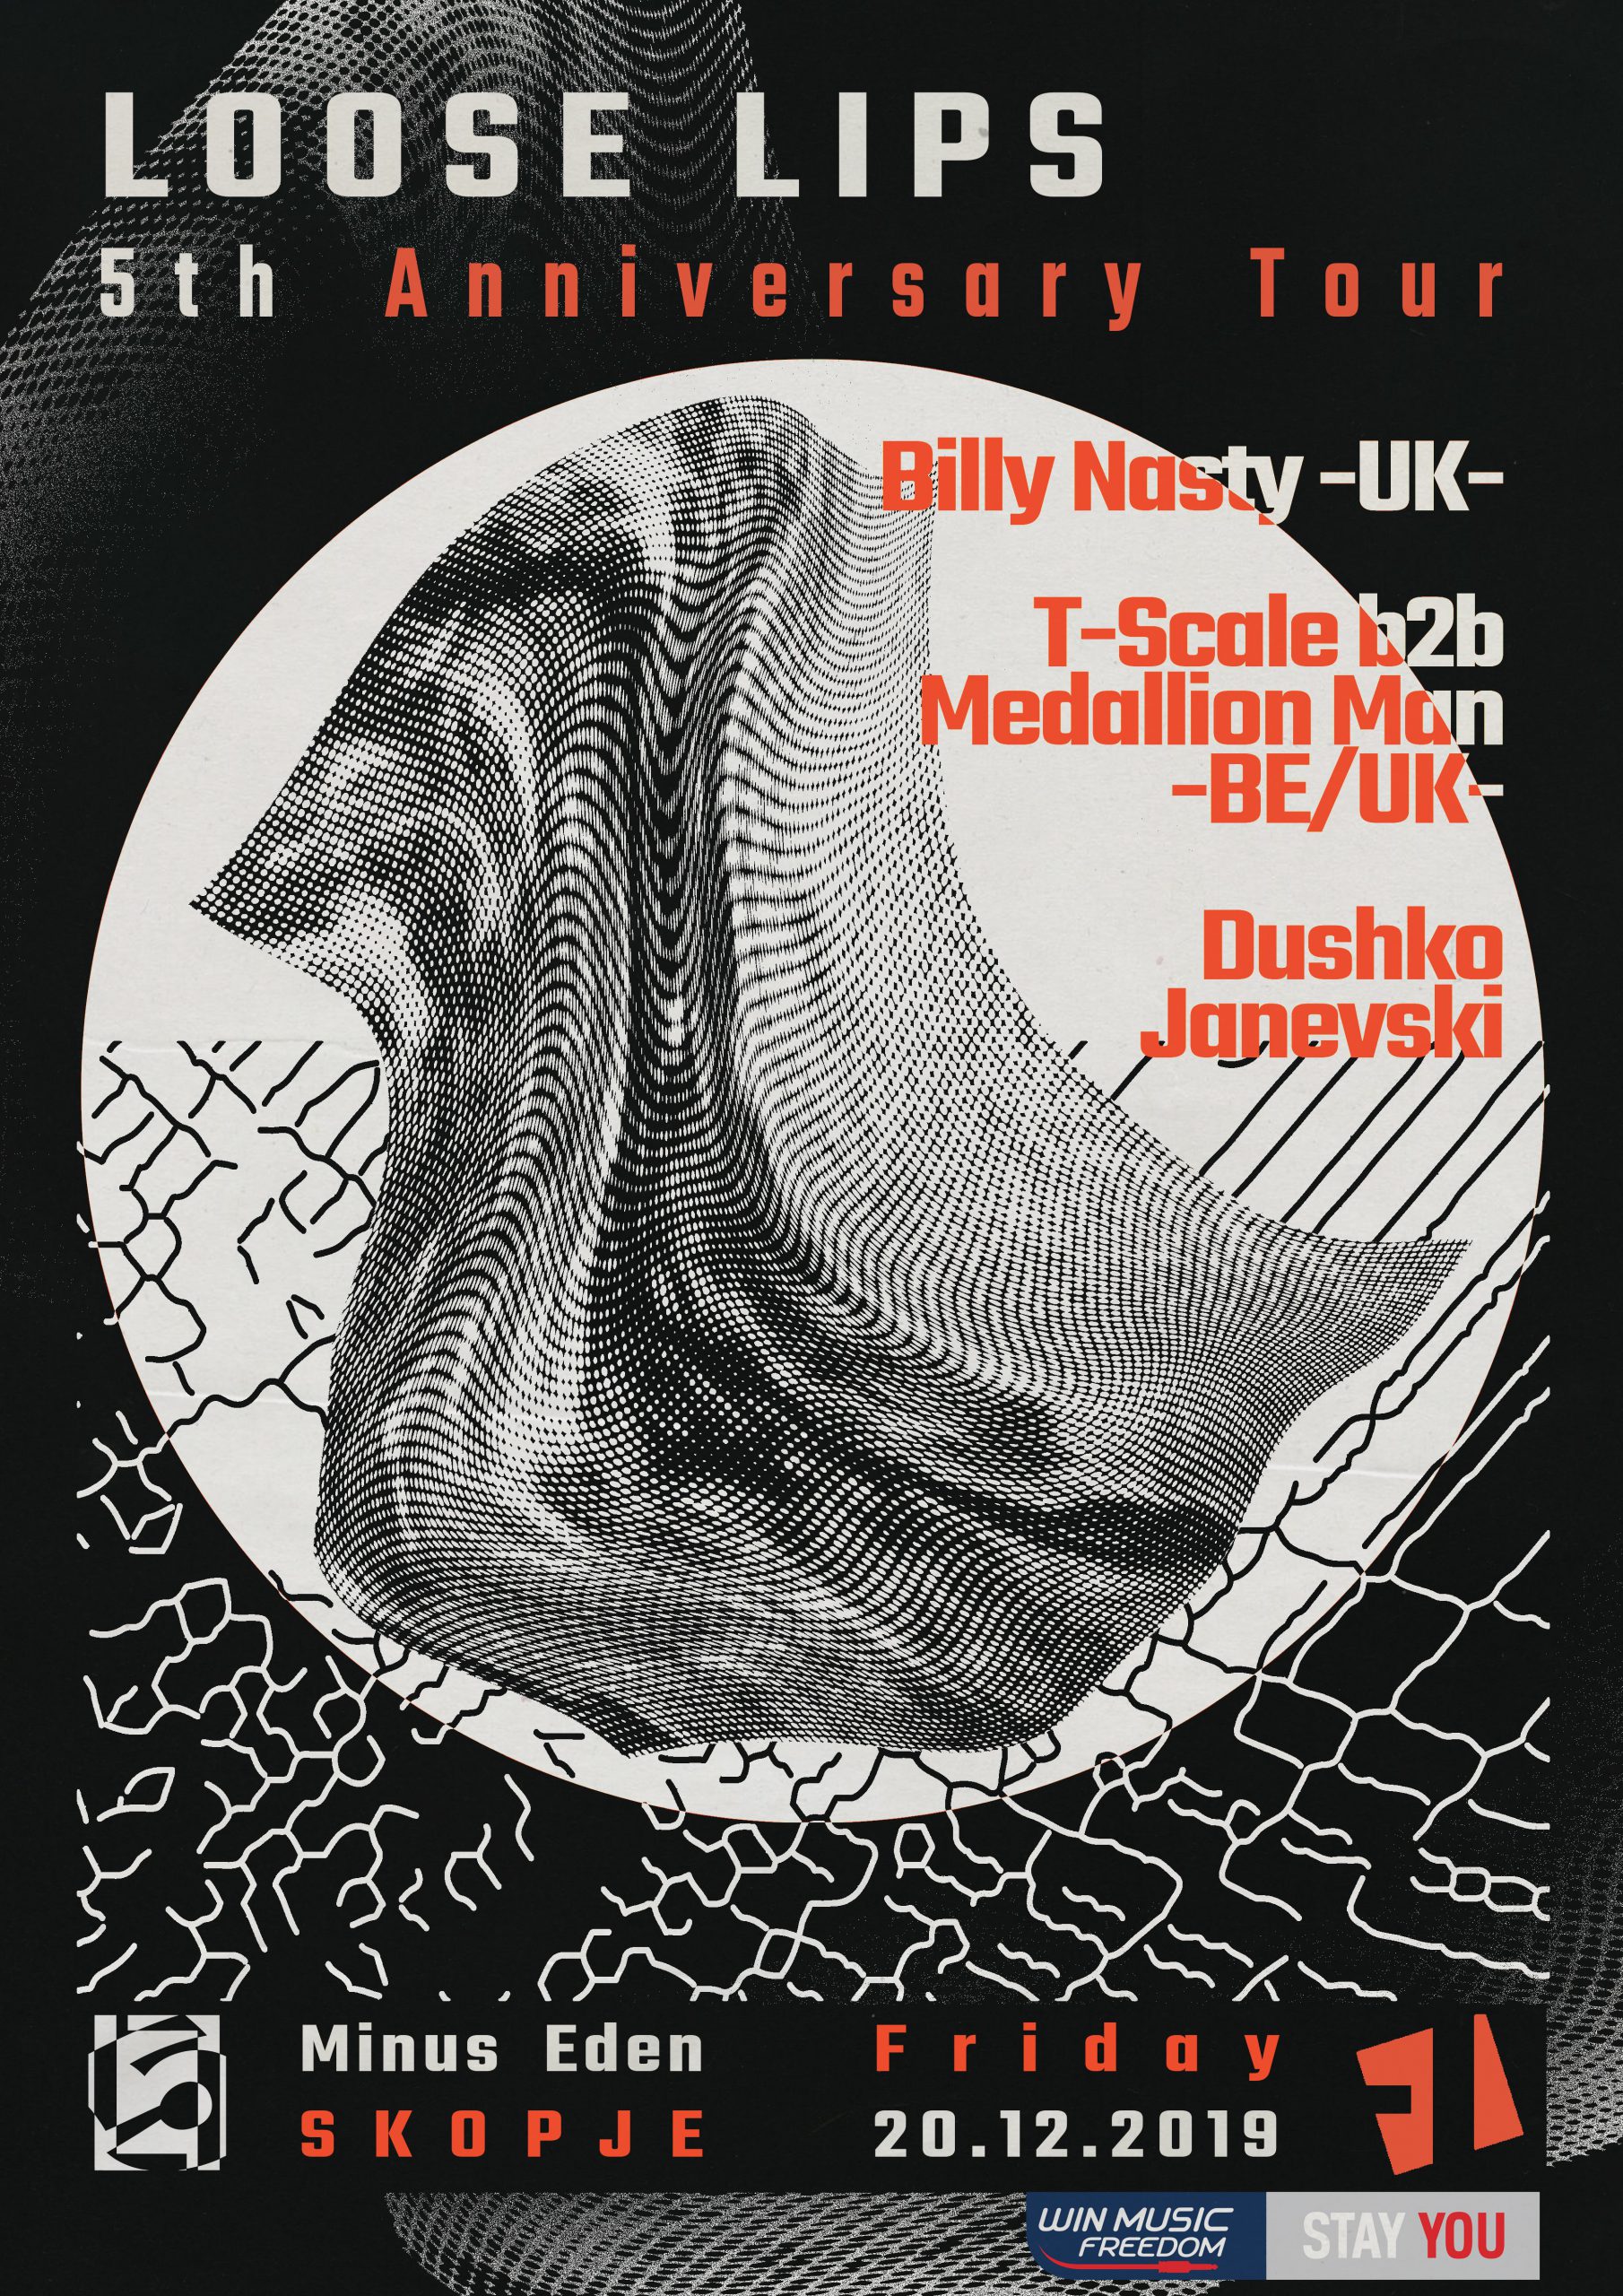 LOOSE LIPS
5th Anniversary Tour
Billy Nasty -UK-
T-Scale b2b
Medallion Man
-BE/UK-
Dushko
Janevski
Minus Eden
SKOPJE
Friday
20.12.2019
WIN MUSIC
FREEDOM
STAY YOU